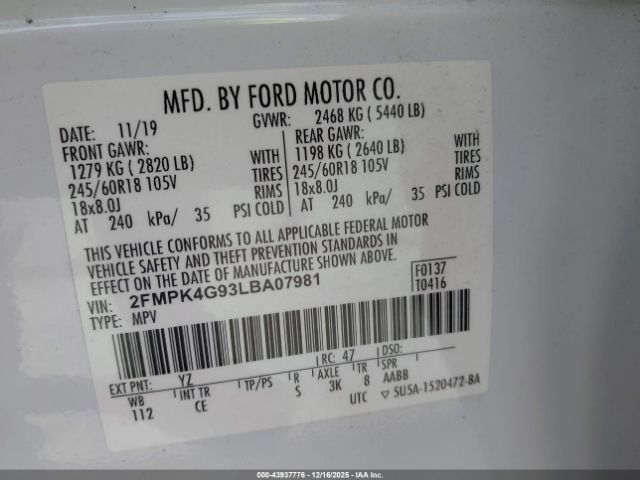 MFD. BY FORD MOTOR CO.
DATE: 11/19 GVWR: 2468 KG ( 5440 LB)
FRONT GAWR: REAR GAWR:
1279 KG ( 2820 LB) WITH 1198 KG ( 2640 LB) WITH
245/60R18 105V TIRES 245/60R18 105V TIRES
18x8.0J RIMS 18x8.0J RIMS
AT 240 kPa/ 35 PSI COLD AT 240 kPa/ 35 PSI COLD
THIS VEHICLE CONFORMS TO ALL APPLICABLE FEDERAL MOTOR
VEHICLE SAFETY AND THEFT PREVENTION STANDARDS IN
EFFECT ON THE DATE OF MANUFACTURE SHOWN ABOVE.
VIN: 2FMPK4G93LBA07981 F0137
TYPE: MPV T0416
EXT PNT: YZ RC: 47 DSO:
WB INT TR TP/PS R AXLE TR SPR
112 CE S 3K 8 AABB
UTC ▽ 5U5A-1520472-BA
000-43937776 - 12/16/2025 - IAAI.com